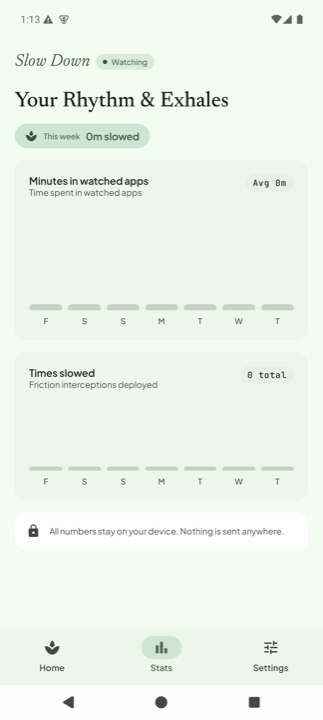 1:13
Slow Down
Watching
Your Rhythm & Exhales
This week 0m slowed
Minutes in watched apps
Avg 0m
Time spent in watched apps
F S S M T W T
Times slowed
0 total
Friction interceptions deployed
F S S M T W T
All numbers stay on your device. Nothing is sent anywhere.
Home Stats Settings